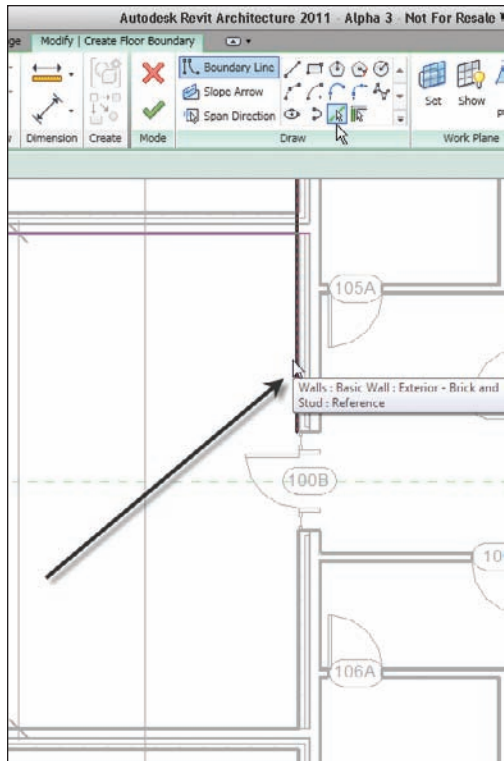 Autodesk Revit Architecture 2011 - Alpha 3 - Not For Resale
ge Modify | Create Floor Boundary
Boundary Line
Slope Arrow
Span Direction
Set Show
Dimension Create Mode Draw Work Plane
105A
Walls : Basic Wall : Exterior - Brick and
Stud : Reference
100B
10
106A